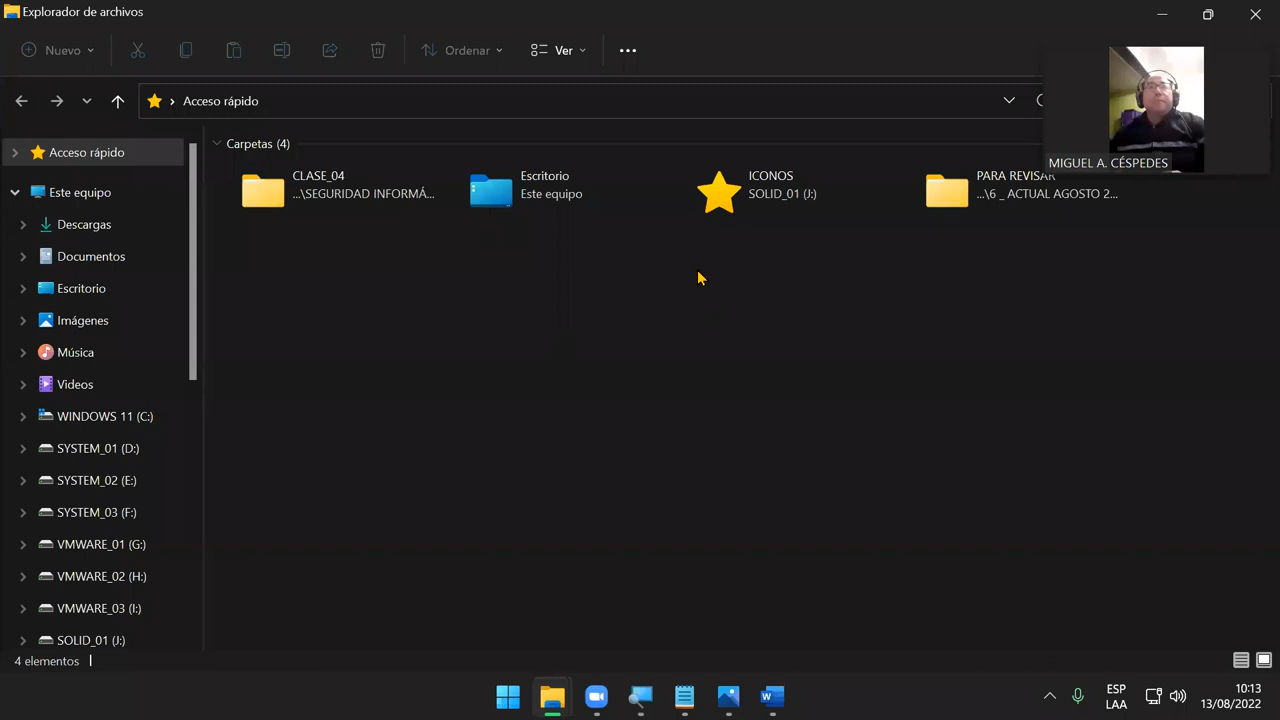 Explorador de archivos
Nuevo
Ordenar
Ver
Acceso rápido
MIGUEL A. CÉSPEDES
Acceso rápido
Este equipo
Descargas
Documentos
Escritorio
Imágenes
Música
Videos
WINDOWS 11 (C:)
SYSTEM_01 (D:)
SYSTEM_02 (E:)
SYSTEM_03 (F:)
VMWARE_01 (G:)
VMWARE_02 (H:)
VMWARE_03 (I:)
SOLID_01 (J:)
Carpetas (4)
CLASE_04
...\SEGURIDAD INFORMÁ...
Escritorio
Este equipo
ICONOS
SOLID_01 (J:)
PARA REVISAR
...\6 _ ACTUAL AGOSTO 2...
4 elementos
ESP
LAA
10:13
13/08/2022